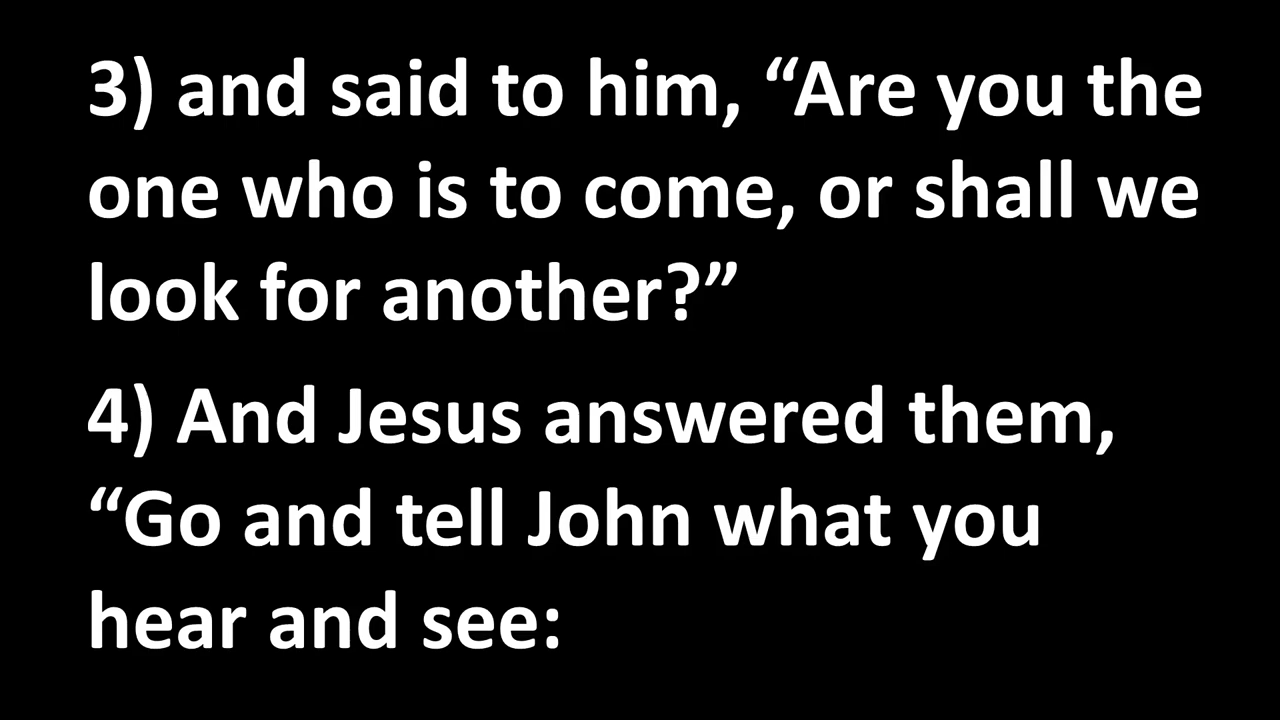 3) and said to him, “Are you the
one who is to come, or shall we
look for another?”
4) And Jesus answered them,
“Go and tell John what you
hear and see: